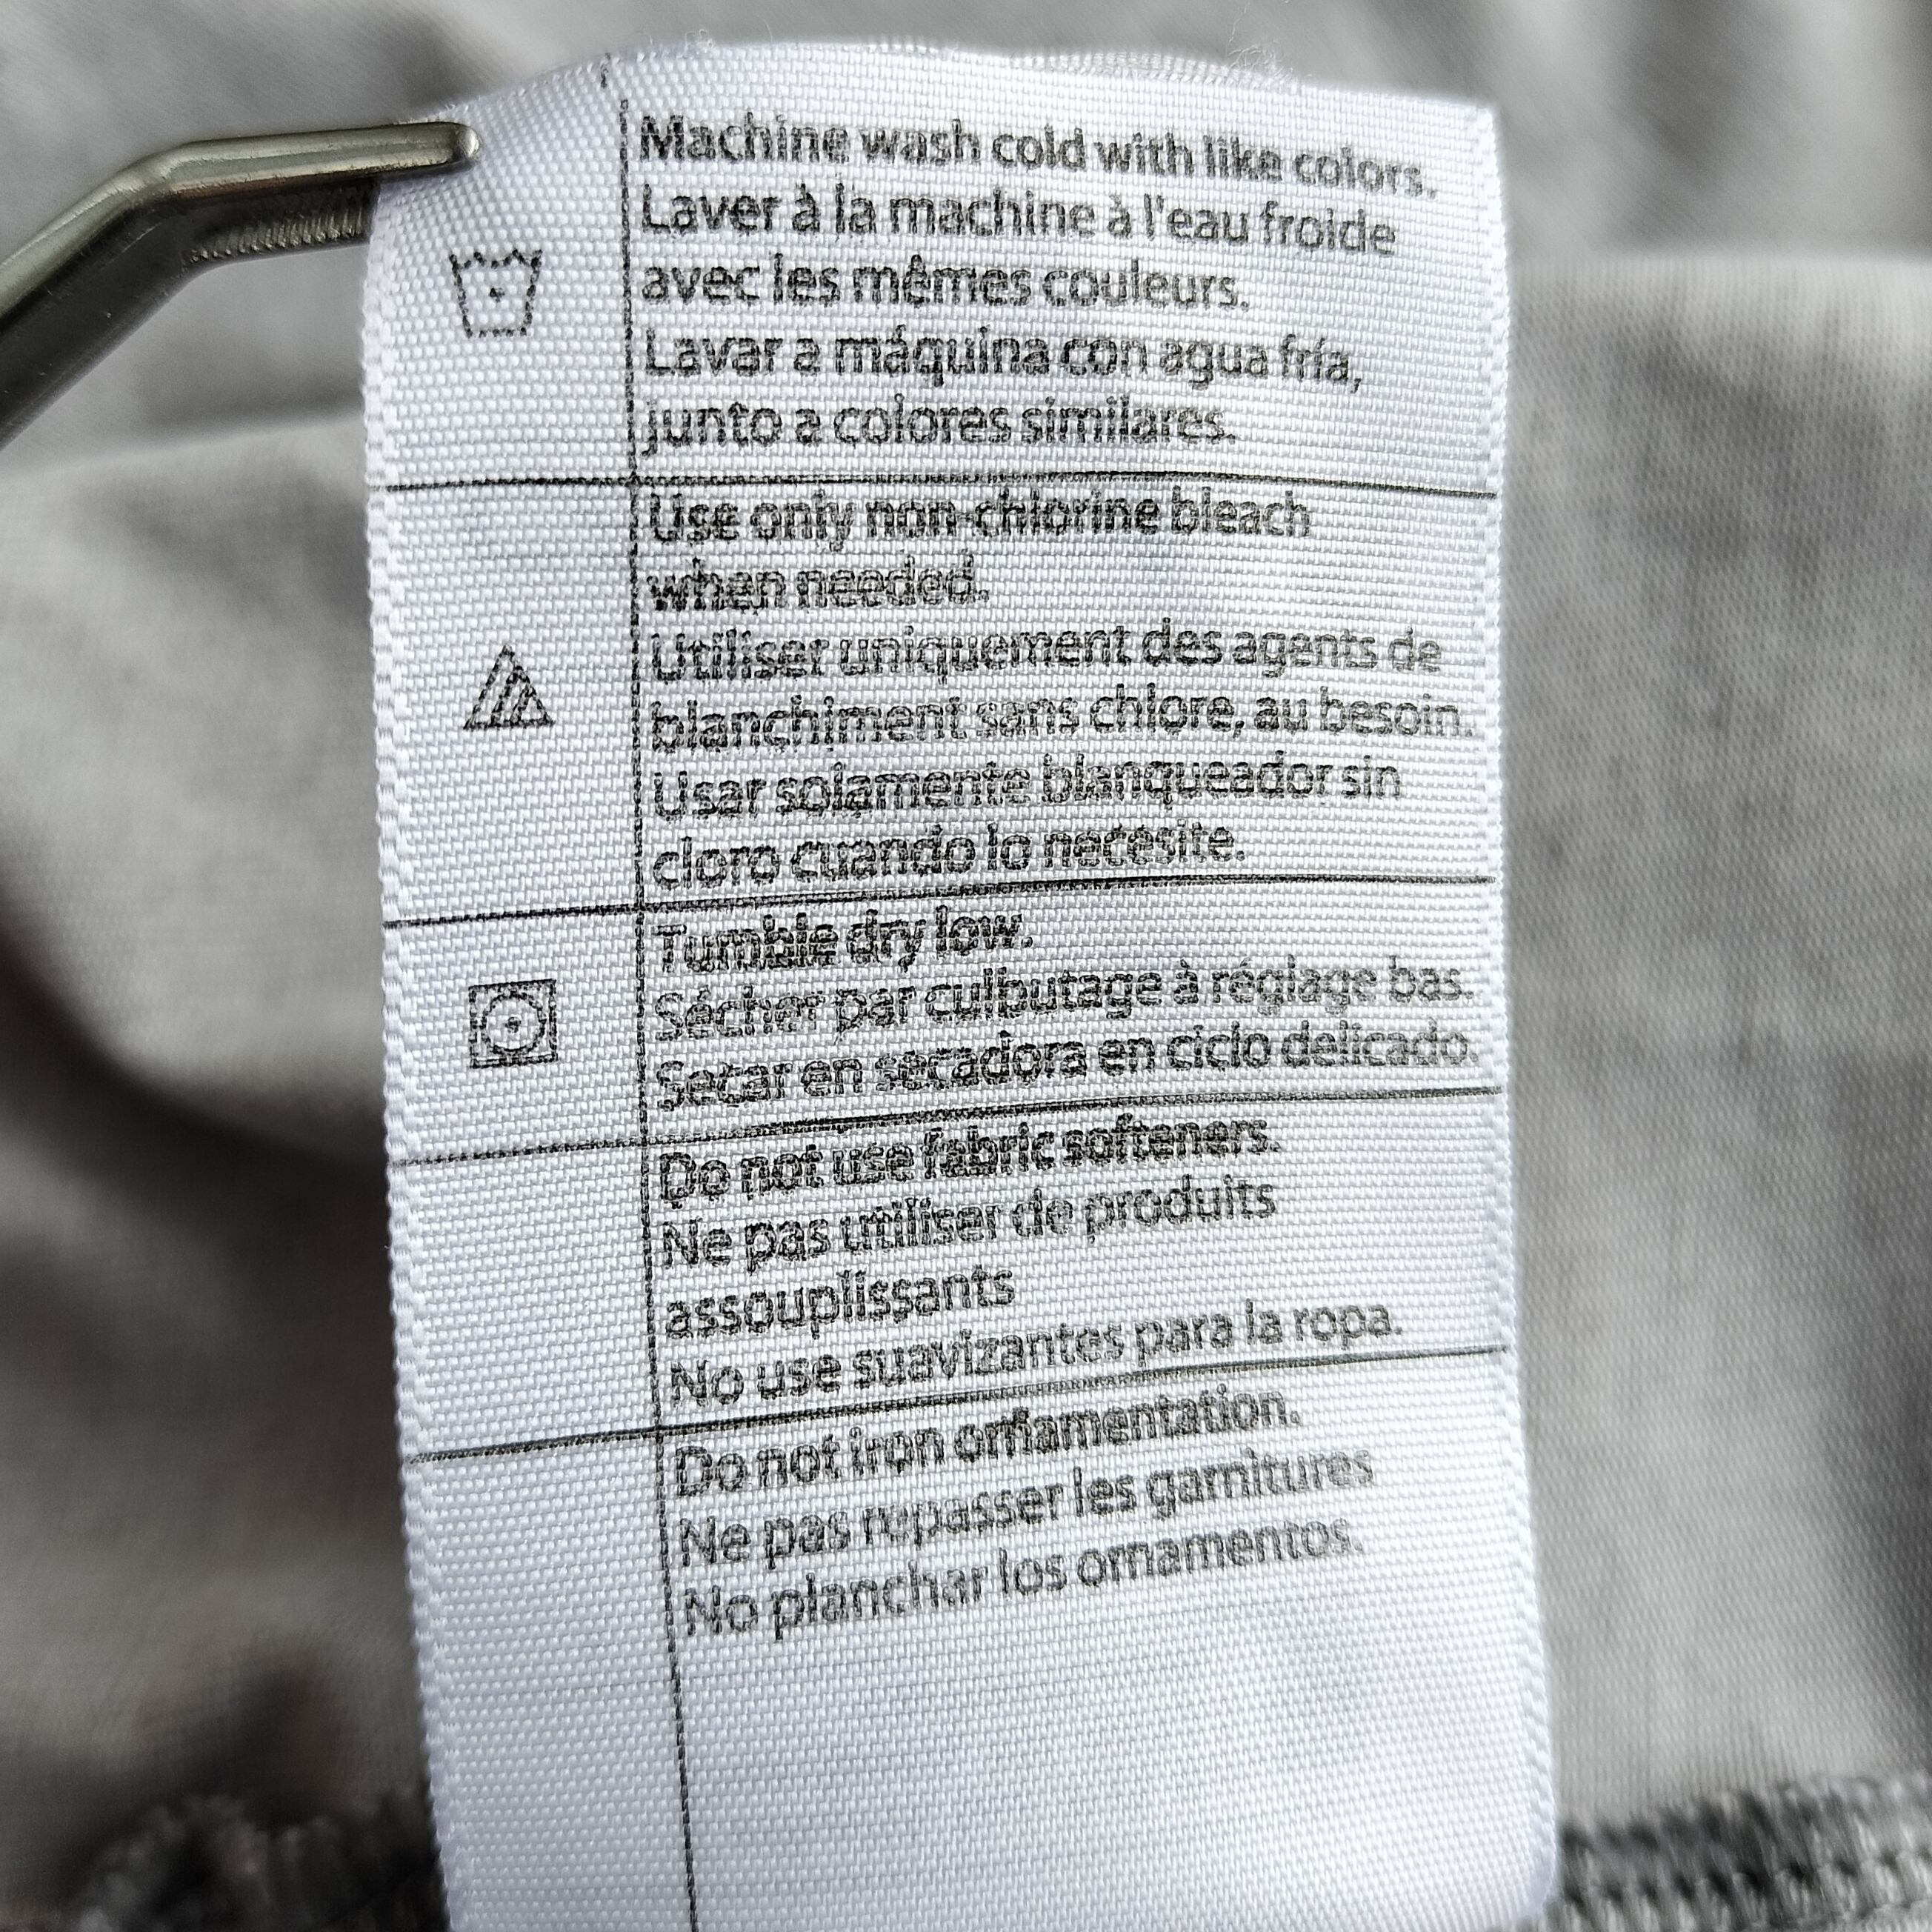 Machine wash cold with like colors.
Laver à la machine à l'eau froide
avec les mêmes couleurs.
Lavar a máquina con agua fría,
junto a colores similares.
Use only non-chlorine bleach
when needed.
Utiliser uniquement des agents de
blanchiment sans chlore, au besoin.
Usar solamente blanqueador sin
cloro cuando lo necesite.
Tumble dry low.
Sécher par culbutage à réglage bas.
Secar en secadora en ciclo delicado.
Do not use fabric softeners.
Ne pas utiliser de produits
assouplissants
No use suavizantes para la ropa.
Do not iron ornamentation.
Ne pas repasser les garnitures
No planchar los ornamentos.